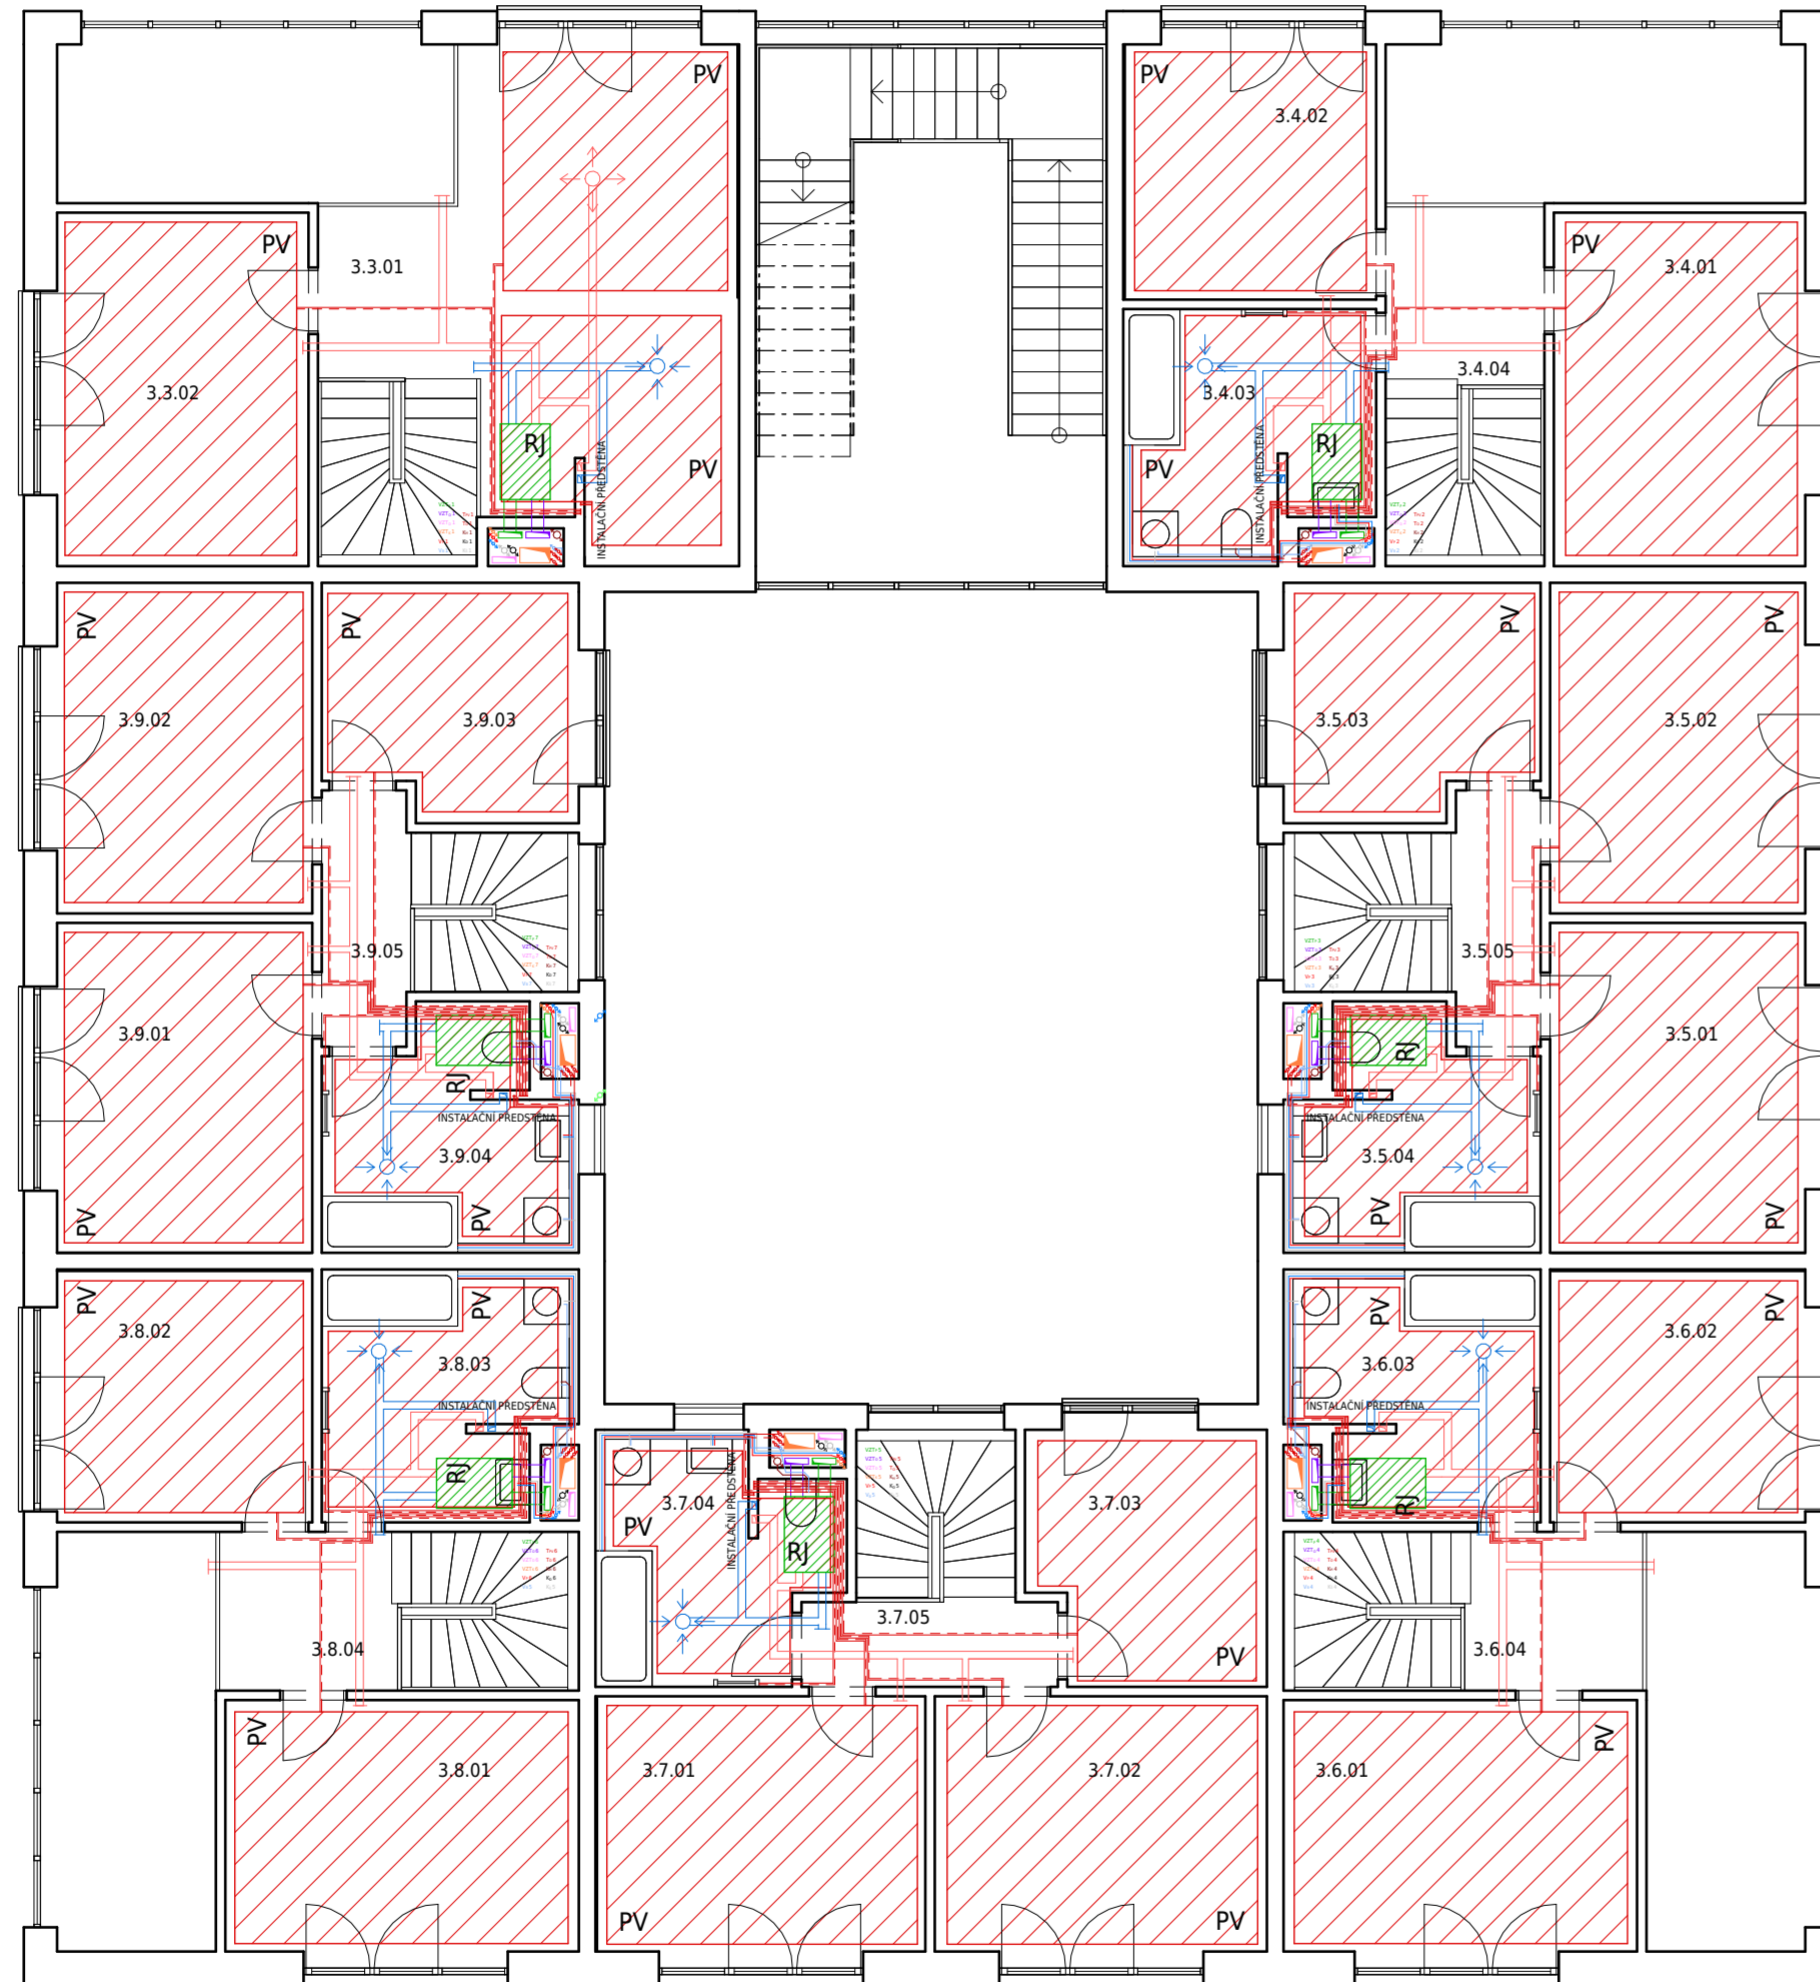 PV
PV
3.4.02
PV
PV
3.3.01
3.4.01
3.3.02
3.4.04
3.4.03
RJ
INSTALAČNÍ PŘEDSTĚNA
PV
PV
INSTALAČNÍ PŘEDSTĚNA
RJ
PV
PV
PV
PV
3.9.02
3.9.03
3.5.03
3.5.02
3.9.05
3.5.05
3.9.01
3.5.01
RJ
RJ
INSTALAČNÍ PŘEDSTĚNA
INSTALAČNÍ PŘEDSTĚNA
3.9.04
3.5.04
PV
PV
PV
PV
PV
PV
PV
PV
3.8.02
3.6.02
3.8.03
3.6.03
INSTALAČNÍ PŘEDSTĚNA
INSTALAČNÍ PŘEDSTĚNA
RJ
RJ
3.7.04
INSTALAČNÍ PŘEDSTĚNA
3.7.03
PV
RJ
3.7.05
3.8.04
PV
3.6.04
PV
PV
3.8.01
3.7.01
3.7.02
3.6.01
PV
PV